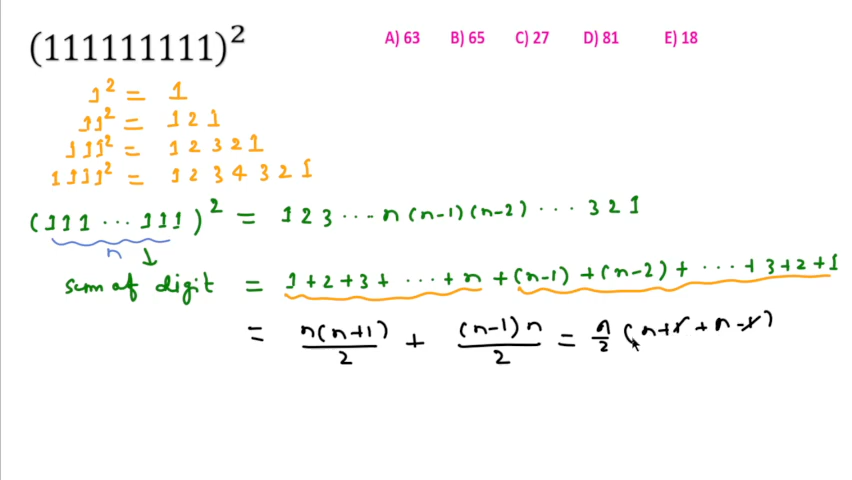 (111111111)² A) 63 B) 65 C) 27 D) 81 E) 18
1² = 1
11² = 121
111² = 12321
1111² = 1234321
(111 ··· 111)² = 123 ··· n (n-1) (n-2) ··· 321
n
sum of digit = 1+2+3+ ··· +n + (n-1) + (n-2) + ··· +3+2+1
= n(n+1)/2 + (n-1)n/2 = n/2 (n+1+n-1)